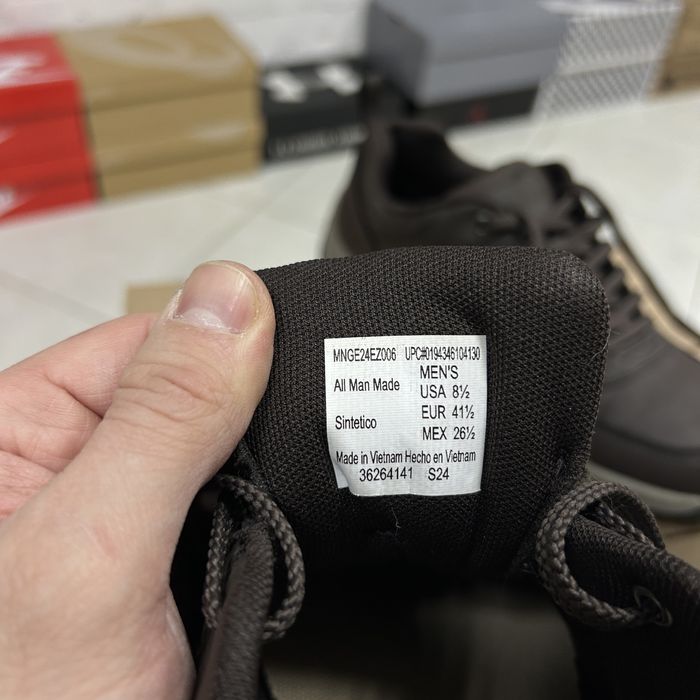 MNGE24EZ006 UPC#0194346104130
All Man Made
MEN'S
USA 8½
EUR 41½
MEX 26½
Sintetico
Made in Vietnam Hecho en Vietnam
36264141 S24